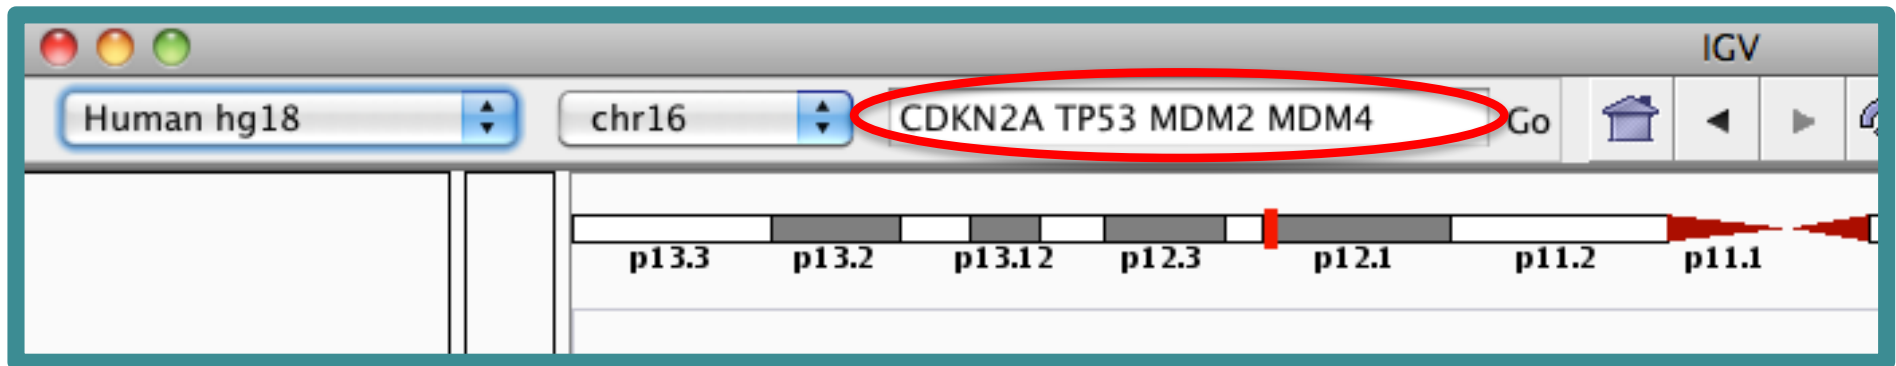 IGV
Human hg18 chr16 CDKN2A TP53 MDM2 MDM4 Go
p13.3 p13.2 p13.12 p12.3 p12.1 p11.2 p11.1